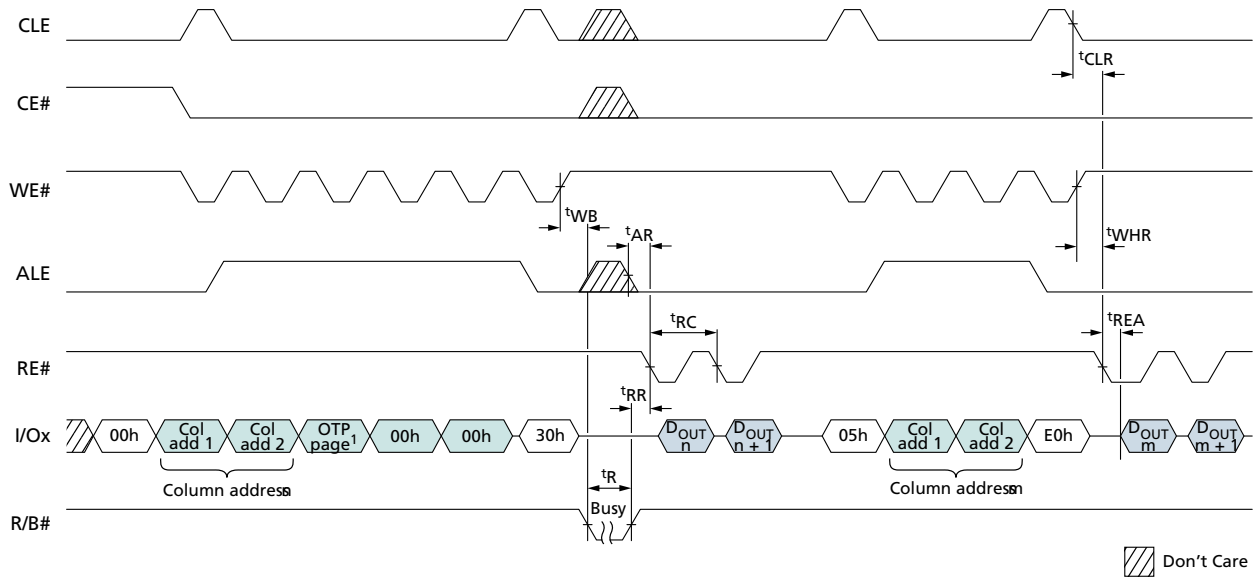 CLE
tCLR
CE#
WE#
tWB
tAR
tWHR
ALE
tRC
tREA
RE#
tRR
I/Ox
00h
Col add 1
Col add 2
OTP page1
00h
00h
30h
DOUT n
DOUT n + 1
05h
Col add 1
Col add 2
E0h
DOUT m
DOUT m + 1
Column address n
tR
Column address m
R/B#
Busy
Don't Care